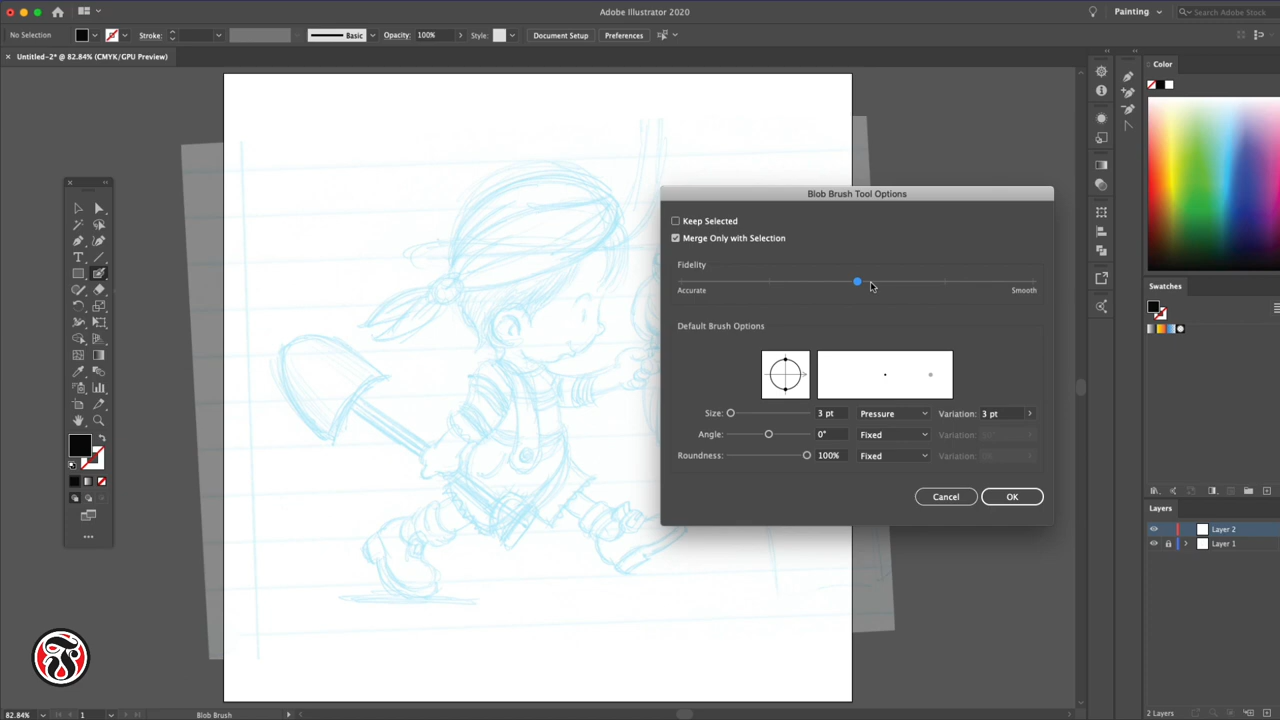 Adobe Illustrator 2020
Painting
Search Adobe Stock
No Selection
Stroke:
Basic
Opacity: 100%
Style:
Document Setup
Preferences
× Untitled-2* @ 82.84% (CMYK/GPU Preview)
Color
Blob Brush Tool Options
Keep Selected
Merge Only with Selection
Fidelity
Accurate
Smooth
Default Brush Options
Size:
3 pt
Pressure
Variation: 3 pt
Angle:
0°
Fixed
Variation:
Roundness:
100%
Fixed
Variation:
Cancel
OK
Swatches
Layers
Layer 2
Layer 1
82.84%
1
Blob Brush
2 Layers